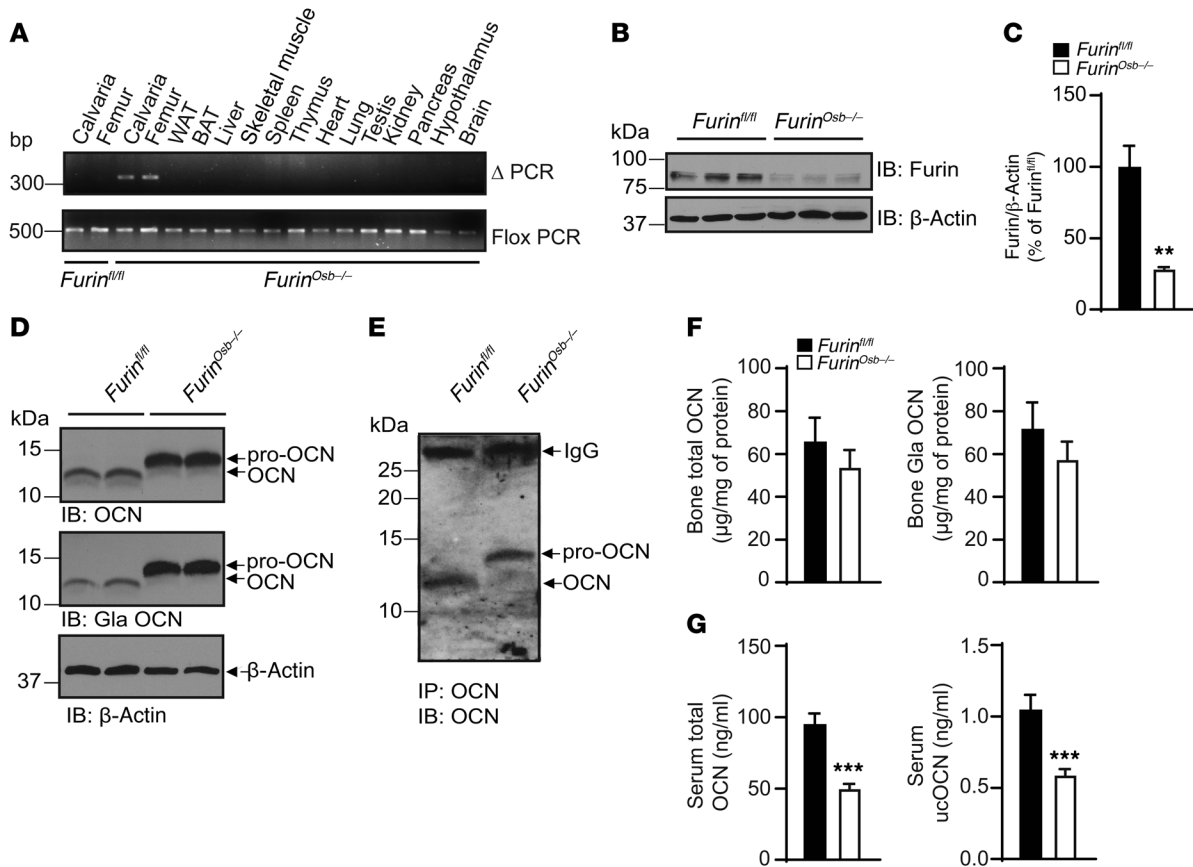 A
Calvaria
Femur
Calvaria
Femur
WAT
BAT
Liver
Skeletal muscle
Spleen
Thymus
Heart
Lung
Testis
Kidney
Pancreas
Hypothalamus
Brain
bp
300
Δ PCR
500
Flox PCR
Furinfl/fl
FurinOsb–/–
B
kDa
Furinfl/fl
FurinOsb–/–
100
75
IB: Furin
37
IB: β-Actin
C
Furinfl/fl
FurinOsb–/–
Furin/β-Actin
(% of Furinfl/fl)
150
100
50
0
**
D
Furinfl/fl
FurinOsb–/–
kDa
15
10
pro-OCN
OCN
IB: OCN
15
10
pro-OCN
OCN
IB: Gla OCN
37
β-Actin
IB: β-Actin
E
Furinfl/fl
FurinOsb–/–
kDa
25
20
15
10
IgG
pro-OCN
OCN
IP: OCN
IB: OCN
F
Furinfl/fl
FurinOsb–/–
Bone total OCN
(µg/mg of protein)
100
80
60
40
20
0
Bone Gla OCN
(µg/mg of protein)
100
80
60
40
20
0
G
Serum total
OCN (ng/ml)
150
100
50
0
***
Serum
ucOCN (ng/ml)
1.5
1.0
0.5
0
***